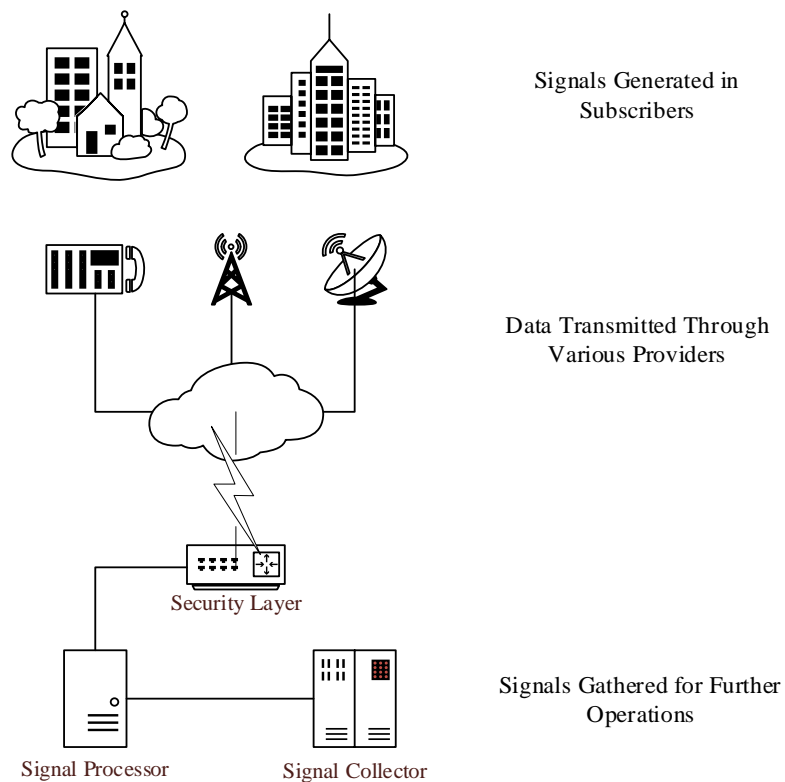 Signals Generated in
Subscribers
Data Transmitted Through
Various Providers
Security Layer
Signals Gathered for Further
Operations
Signal Processor
Signal Collector